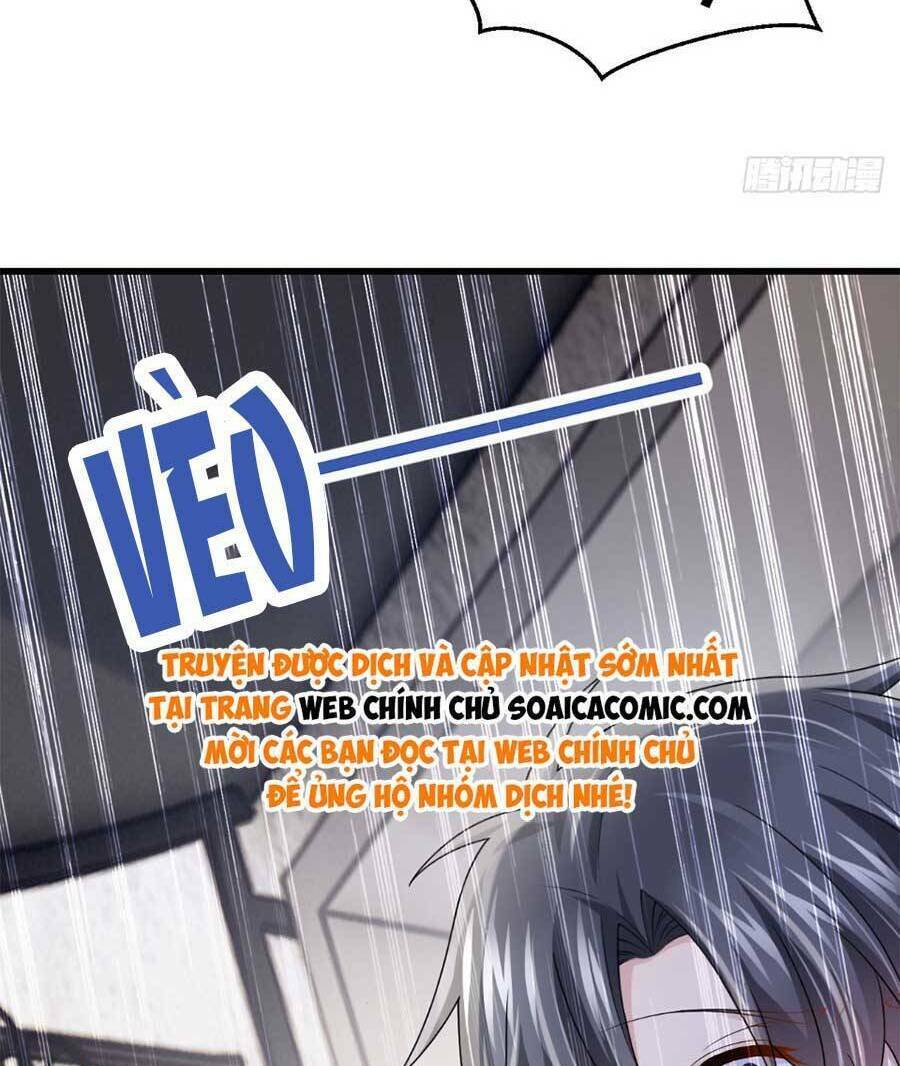 腾讯动漫
VÈO
TRUYỆN ĐƯỢC DỊCH VÀ CẬP NHẬT SỚM NHẤT
TẠI TRANG WEB CHÍNH CHỦ SOAICACOMIC.COM
MỜI CÁC BẠN ĐỌC TẠI WEB CHÍNH CHỦ
ĐỂ ỦNG HỘ NHÓM DỊCH NHÉ!